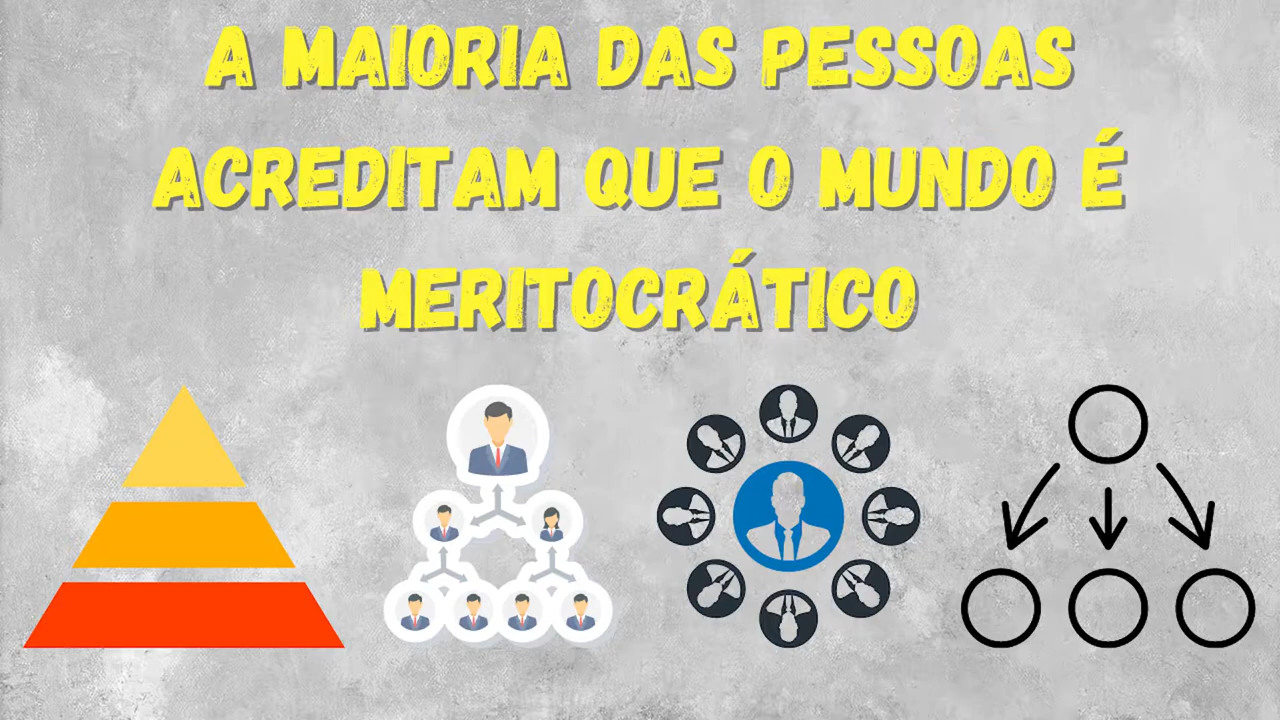 A MAIORIA DAS PESSOAS
ACREDITAM QUE O MUNDO É
MERITOCRÁTICO